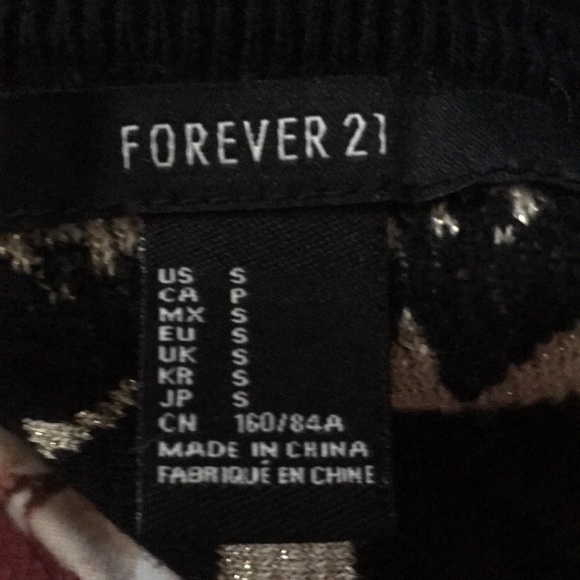 FOREVER 21
US S
CA P
MX S
EU S
UK S
KR S
JP S
CN 160/84A
MADE IN CHINA
FABRIQUÉ EN CHINE